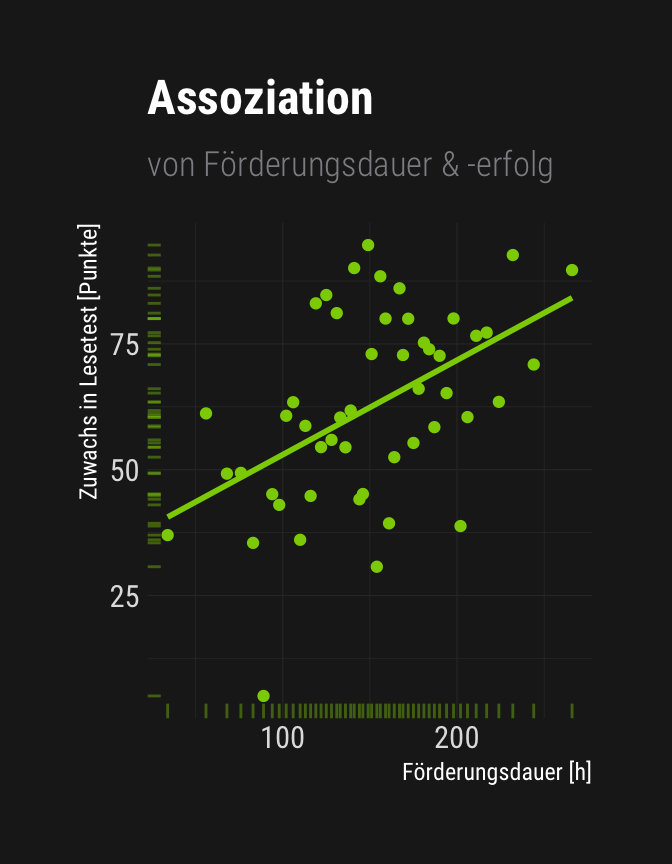 Assoziation
von Förderungsdauer & -erfolg
Zuwachs in Lesetest [Punkte]
75
50
25
100
200
Förderungsdauer [h]